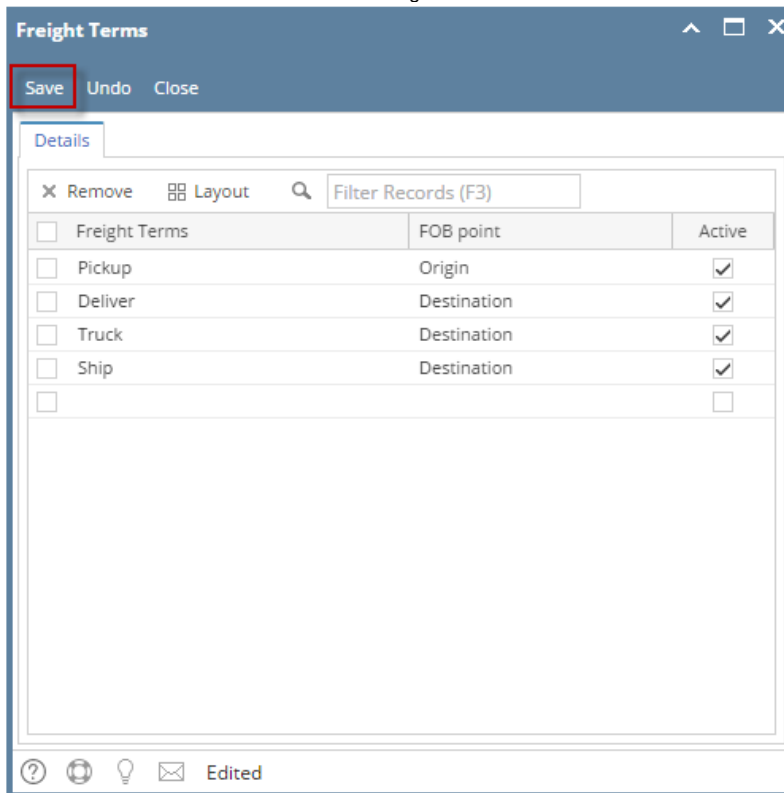 Freight Terms
Save Undo Close
Details
Remove Layout Filter Records (F3)
Freight Terms FOB point Active
Pickup Origin
Deliver Destination
Truck Destination
Ship Destination
Edited